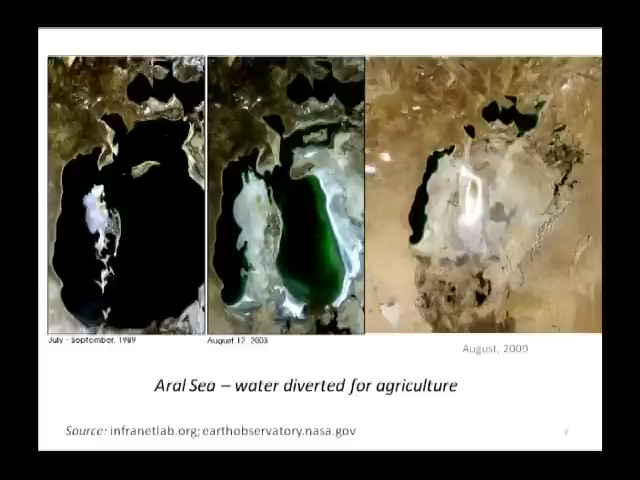 July - September, 1989
August 12, 2003
August, 2009
Aral Sea – water diverted for agriculture
Source: infranetlab.org; earthobservatory.nasa.gov